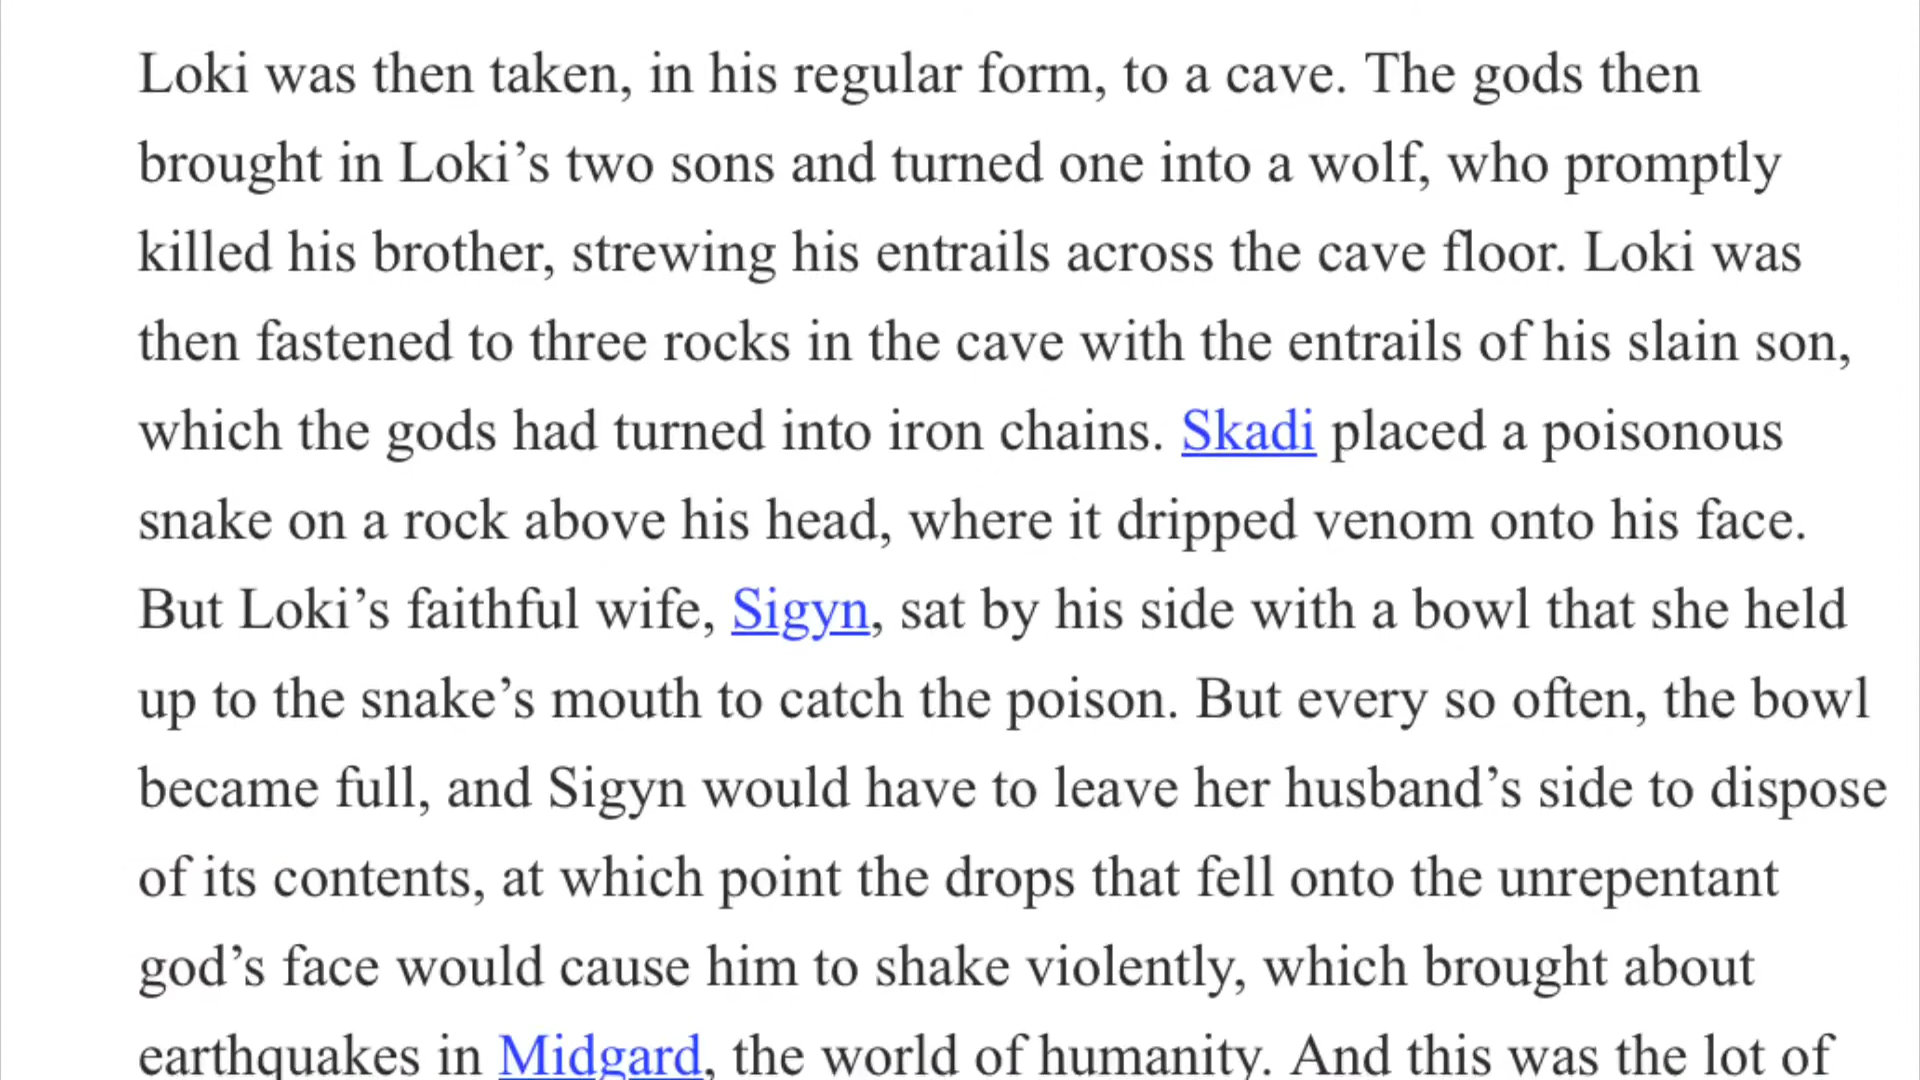 Loki was then taken, in his regular form, to a cave. The gods then
brought in Loki’s two sons and turned one into a wolf, who promptly
killed his brother, strewing his entrails across the cave floor. Loki was
then fastened to three rocks in the cave with the entrails of his slain son,
which the gods had turned into iron chains. Skadi placed a poisonous
snake on a rock above his head, where it dripped venom onto his face.
But Loki’s faithful wife, Sigyn, sat by his side with a bowl that she held
up to the snake’s mouth to catch the poison. But every so often, the bowl
became full, and Sigyn would have to leave her husband’s side to dispose
of its contents, at which point the drops that fell onto the unrepentant
god’s face would cause him to shake violently, which brought about
earthquakes in Midgard, the world of humanity. And this was the lot of